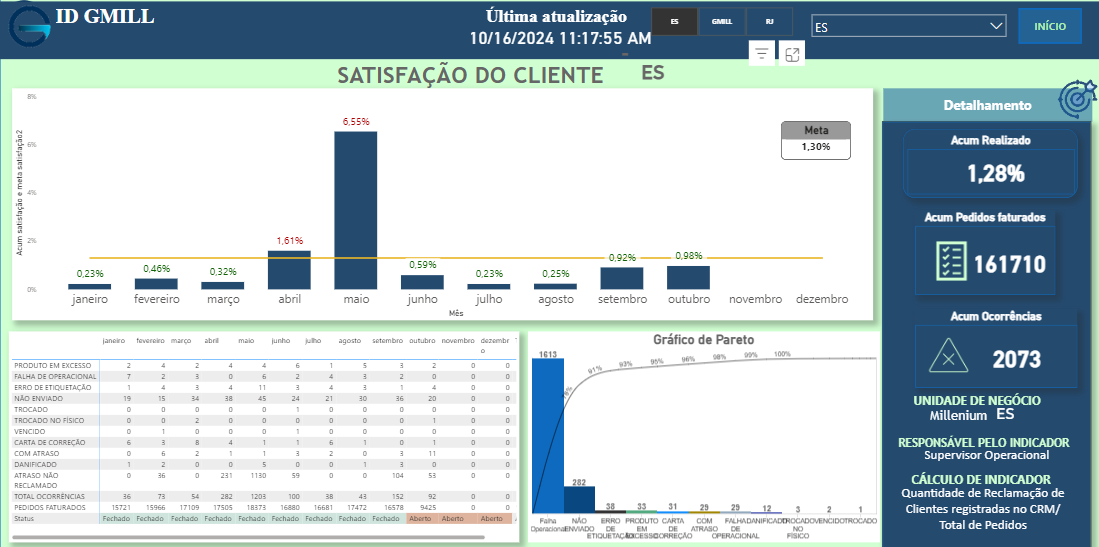 ID GMILL
Última atualização
10/16/2024 11:17:55 AM
ES
GMILL
RJ
ES
INÍCIO
SATISFAÇÃO DO CLIENTE ES
Acum satisfação e meta satisfação2
8%
6%
4%
2%
0%
0,23% 0,46% 0,32% 1,61% 6,55% 0,59% 0,23% 0,25% 0,92% 0,98%
janeiro fevereiro março abril maio junho julho agosto setembro outubro novembro dezembro
Mês
Meta
1,30%
Detalhamento
Acum Realizado
1,28%
Acum Pedidos faturados
161710
Acum Ocorrências
2073
UNIDADE DE NEGÓCIO
Millenium ES
RESPONSÁVEL PELO INDICADOR
Supervisor Operacional
CÁLCULO DE INDICADOR
Quantidade de Reclamação de
Clientes registradas no CRM/
Total de Pedidos
janeiro fevereiro março abril maio junho julho agosto setembro outubro novembro dezembr
o
PRODUTO EM EXCESSO 2 4 2 4 4 6 1 5 3 2 0 0
FALHA DE OPERACIONAL 7 2 3 0 6 2 4 3 2 0 0 0
ERRO DE ETIQUETAÇÃO 1 4 3 4 11 3 4 3 1 4 0 0
NÃO ENVIADO 19 15 34 38 45 24 21 30 36 20 0 0
TROCADO 0 0 0 0 0 1 0 0 0 0 0 0
TROCADO NO FÍSICO 0 0 2 0 0 0 0 0 0 1 0 0
VENCIDO 0 1 0 0 0 1 0 0 0 0 0 0
CARTA DE CORREÇÃO 6 3 8 4 1 1 6 1 0 1 0 0
COM ATRASO 0 6 2 1 1 3 2 0 3 11 0 0
DANIFICADO 1 2 0 0 5 0 0 1 3 0 0 0
ATRASO NÃO
RECLAMADO 0 36 0 231 1130 59 0 0 104 53 0 0
TOTAL OCORRÊNCIAS 36 73 54 282 1203 100 38 43 152 92 0 0
PEDIDOS FATURADOS 15721 15966 17109 17505 18373 16880 16681 17472 16578 9425 0 0
Status Fechado Fechado Fechado Fechado Fechado Fechado Fechado Fechado Fechado Aberto Aberto Aberto
Gráfico de Pareto
1613 282 38 33 31 29 29 12 3 2 1
91% 93% 95% 96% 98% 99% 100%
Falha
Operacional
NÃO
ENVIADO
ERRO
DE
ETIQUETAÇÃO
PRODUTO
EM
EXCESSO
CARTA
DE
CORREÇÃO
COM
ATRASO
FALHA
DE
OPERACIONAL
DANIFICADO
TROCADO
NO
FÍSICO
VENCIDO
TROCADO